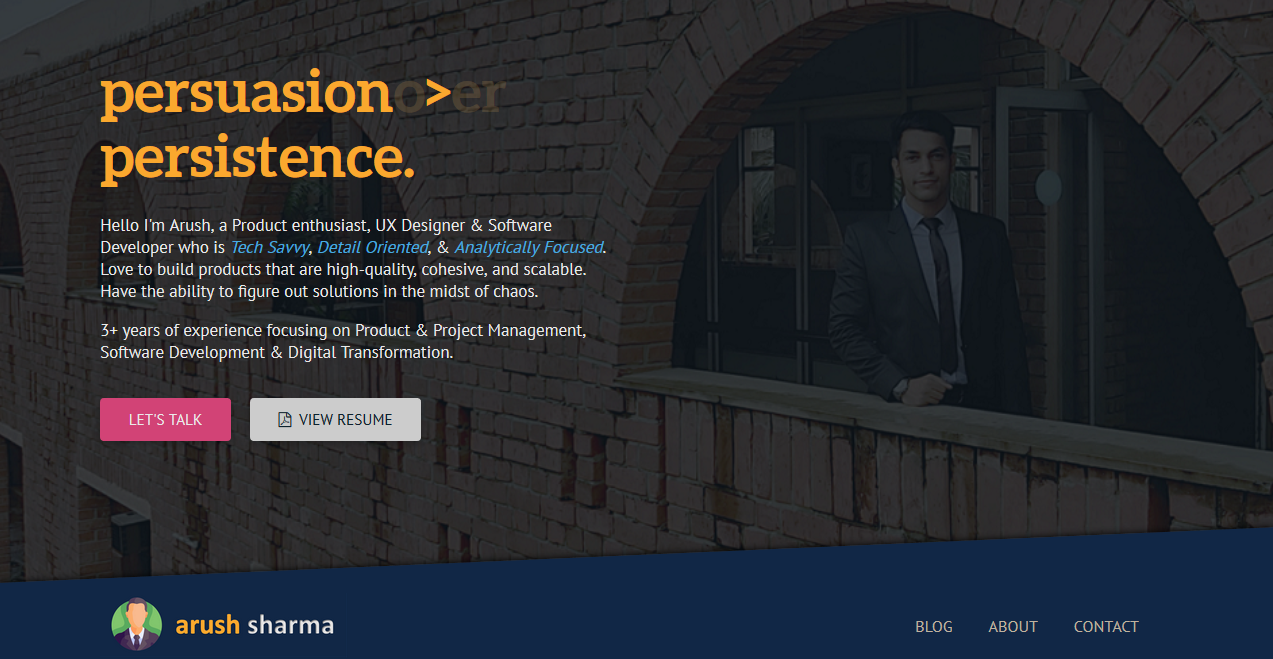 persuasion >
persistence.
Hello I'm Arush, a Product enthusiast, UX Designer & Software
Developer who is Tech Savvy, Detail Oriented, & Analytically Focused.
Love to build products that are high-quality, cohesive, and scalable.
Have the ability to figure out solutions in the midst of chaos.
3+ years of experience focusing on Product & Project Management,
Software Development & Digital Transformation.
LET'S TALK
VIEW RESUME
arush sharma
BLOG
ABOUT
CONTACT